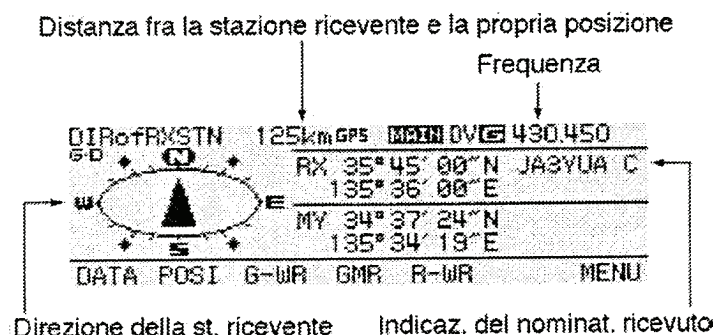 Distanza fra la stazione ricevente e la propria posizione
Frequenza
DIRofRXSTN 125km GPS MAIN DV G 430.450
G-D N RX 35°45′00″N JA3YUA C
135°36′00″E
W E
MY 34°37′24″N
S 135°34′19″E
DATA POSI G-WR GMR R-WR MENU
Direzione della st. ricevente Indicaz. del nominat. ricevuto